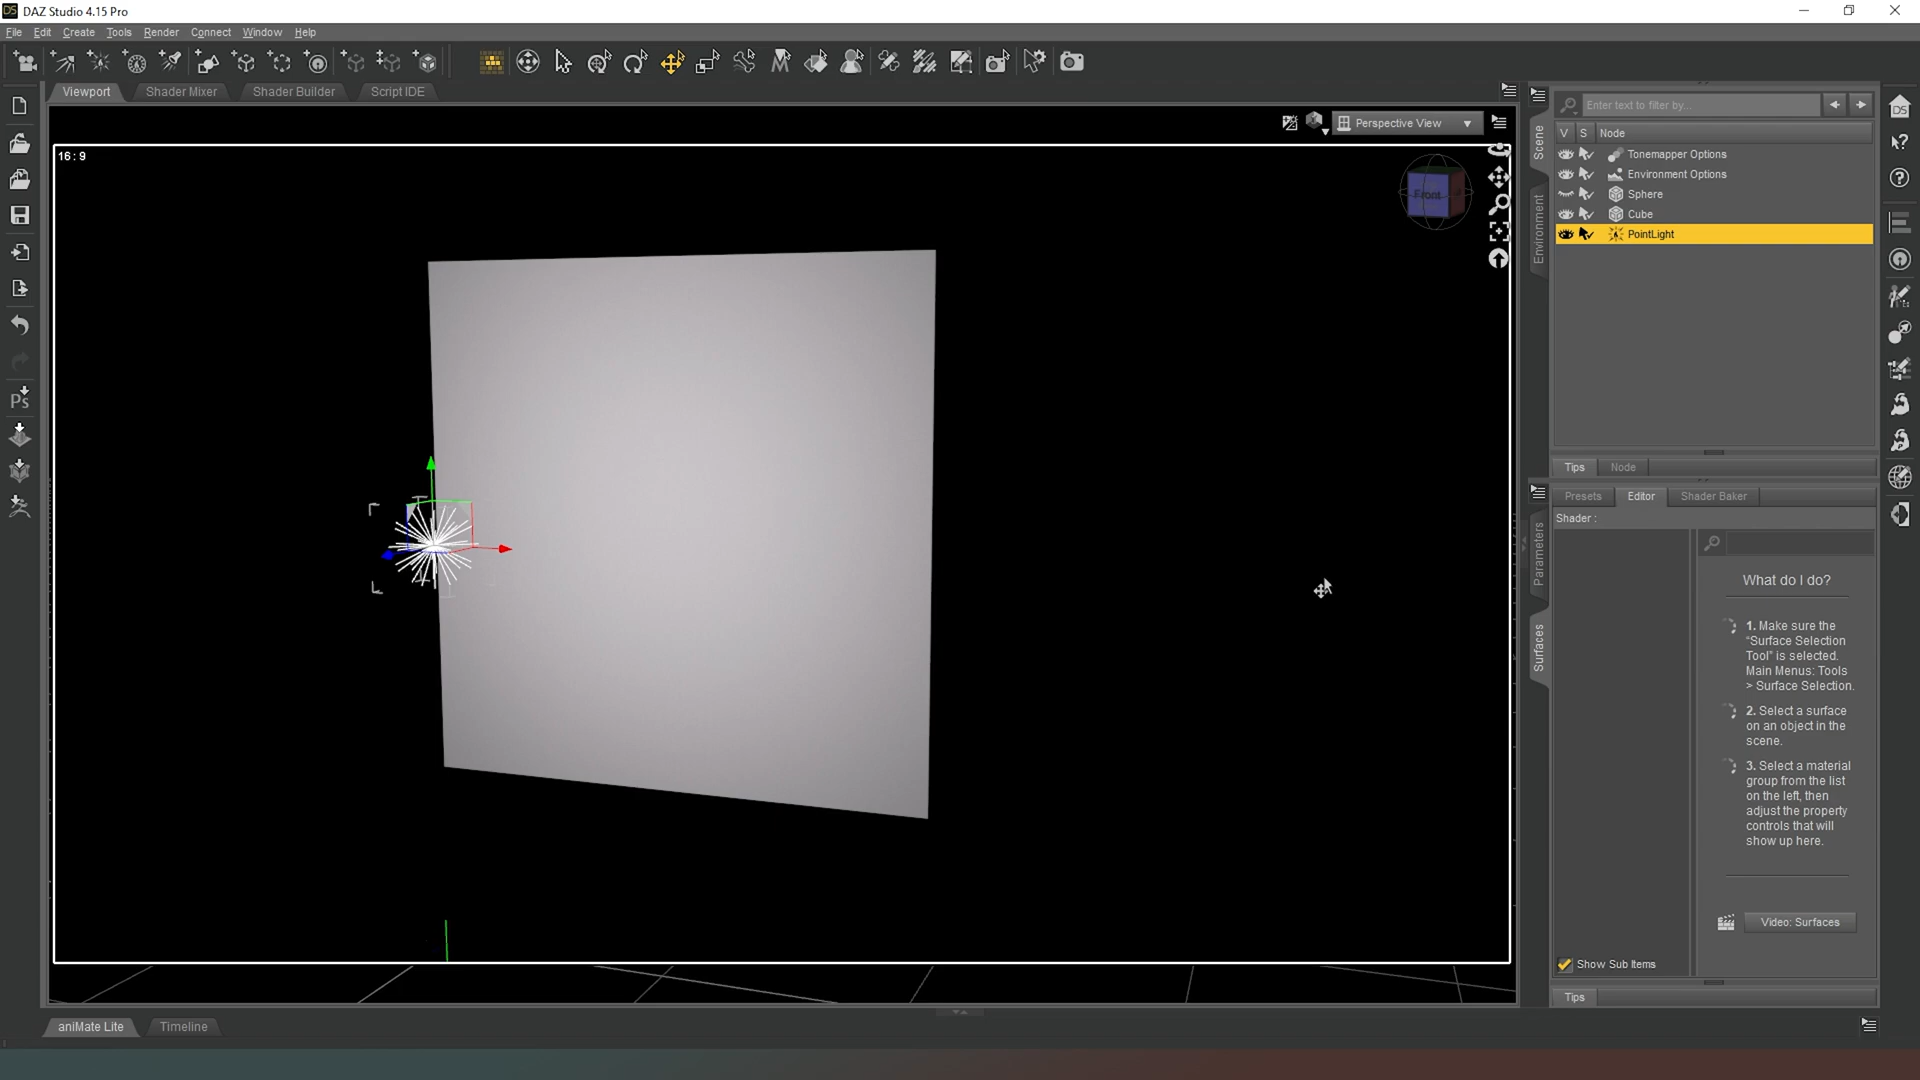 DAZ Studio 4.15 Pro
File Edit Create Tools Render Connect Window Help
Viewport Shader Mixer Shader Builder Script IDE
Perspective View
16 : 9
Front
Scene
Environment
Enter text to filter by...
V S Node
Tonemapper Options
Environment Options
Sphere
Cube
PointLight
Tips Node
Presets Editor Shader Baker
Shader :
Parameters
Surfaces
What do I do?
1. Make sure the
"Surface Selection
Tool" is selected.
Main Menus: Tools
> Surface Selection.
2. Select a surface
on an object in the
scene.
3. Select a material
group from the list
on the left, then
adjust the property
controls that will
show up here.
Video: Surfaces
Show Sub Items
Tips
aniMate Lite Timeline